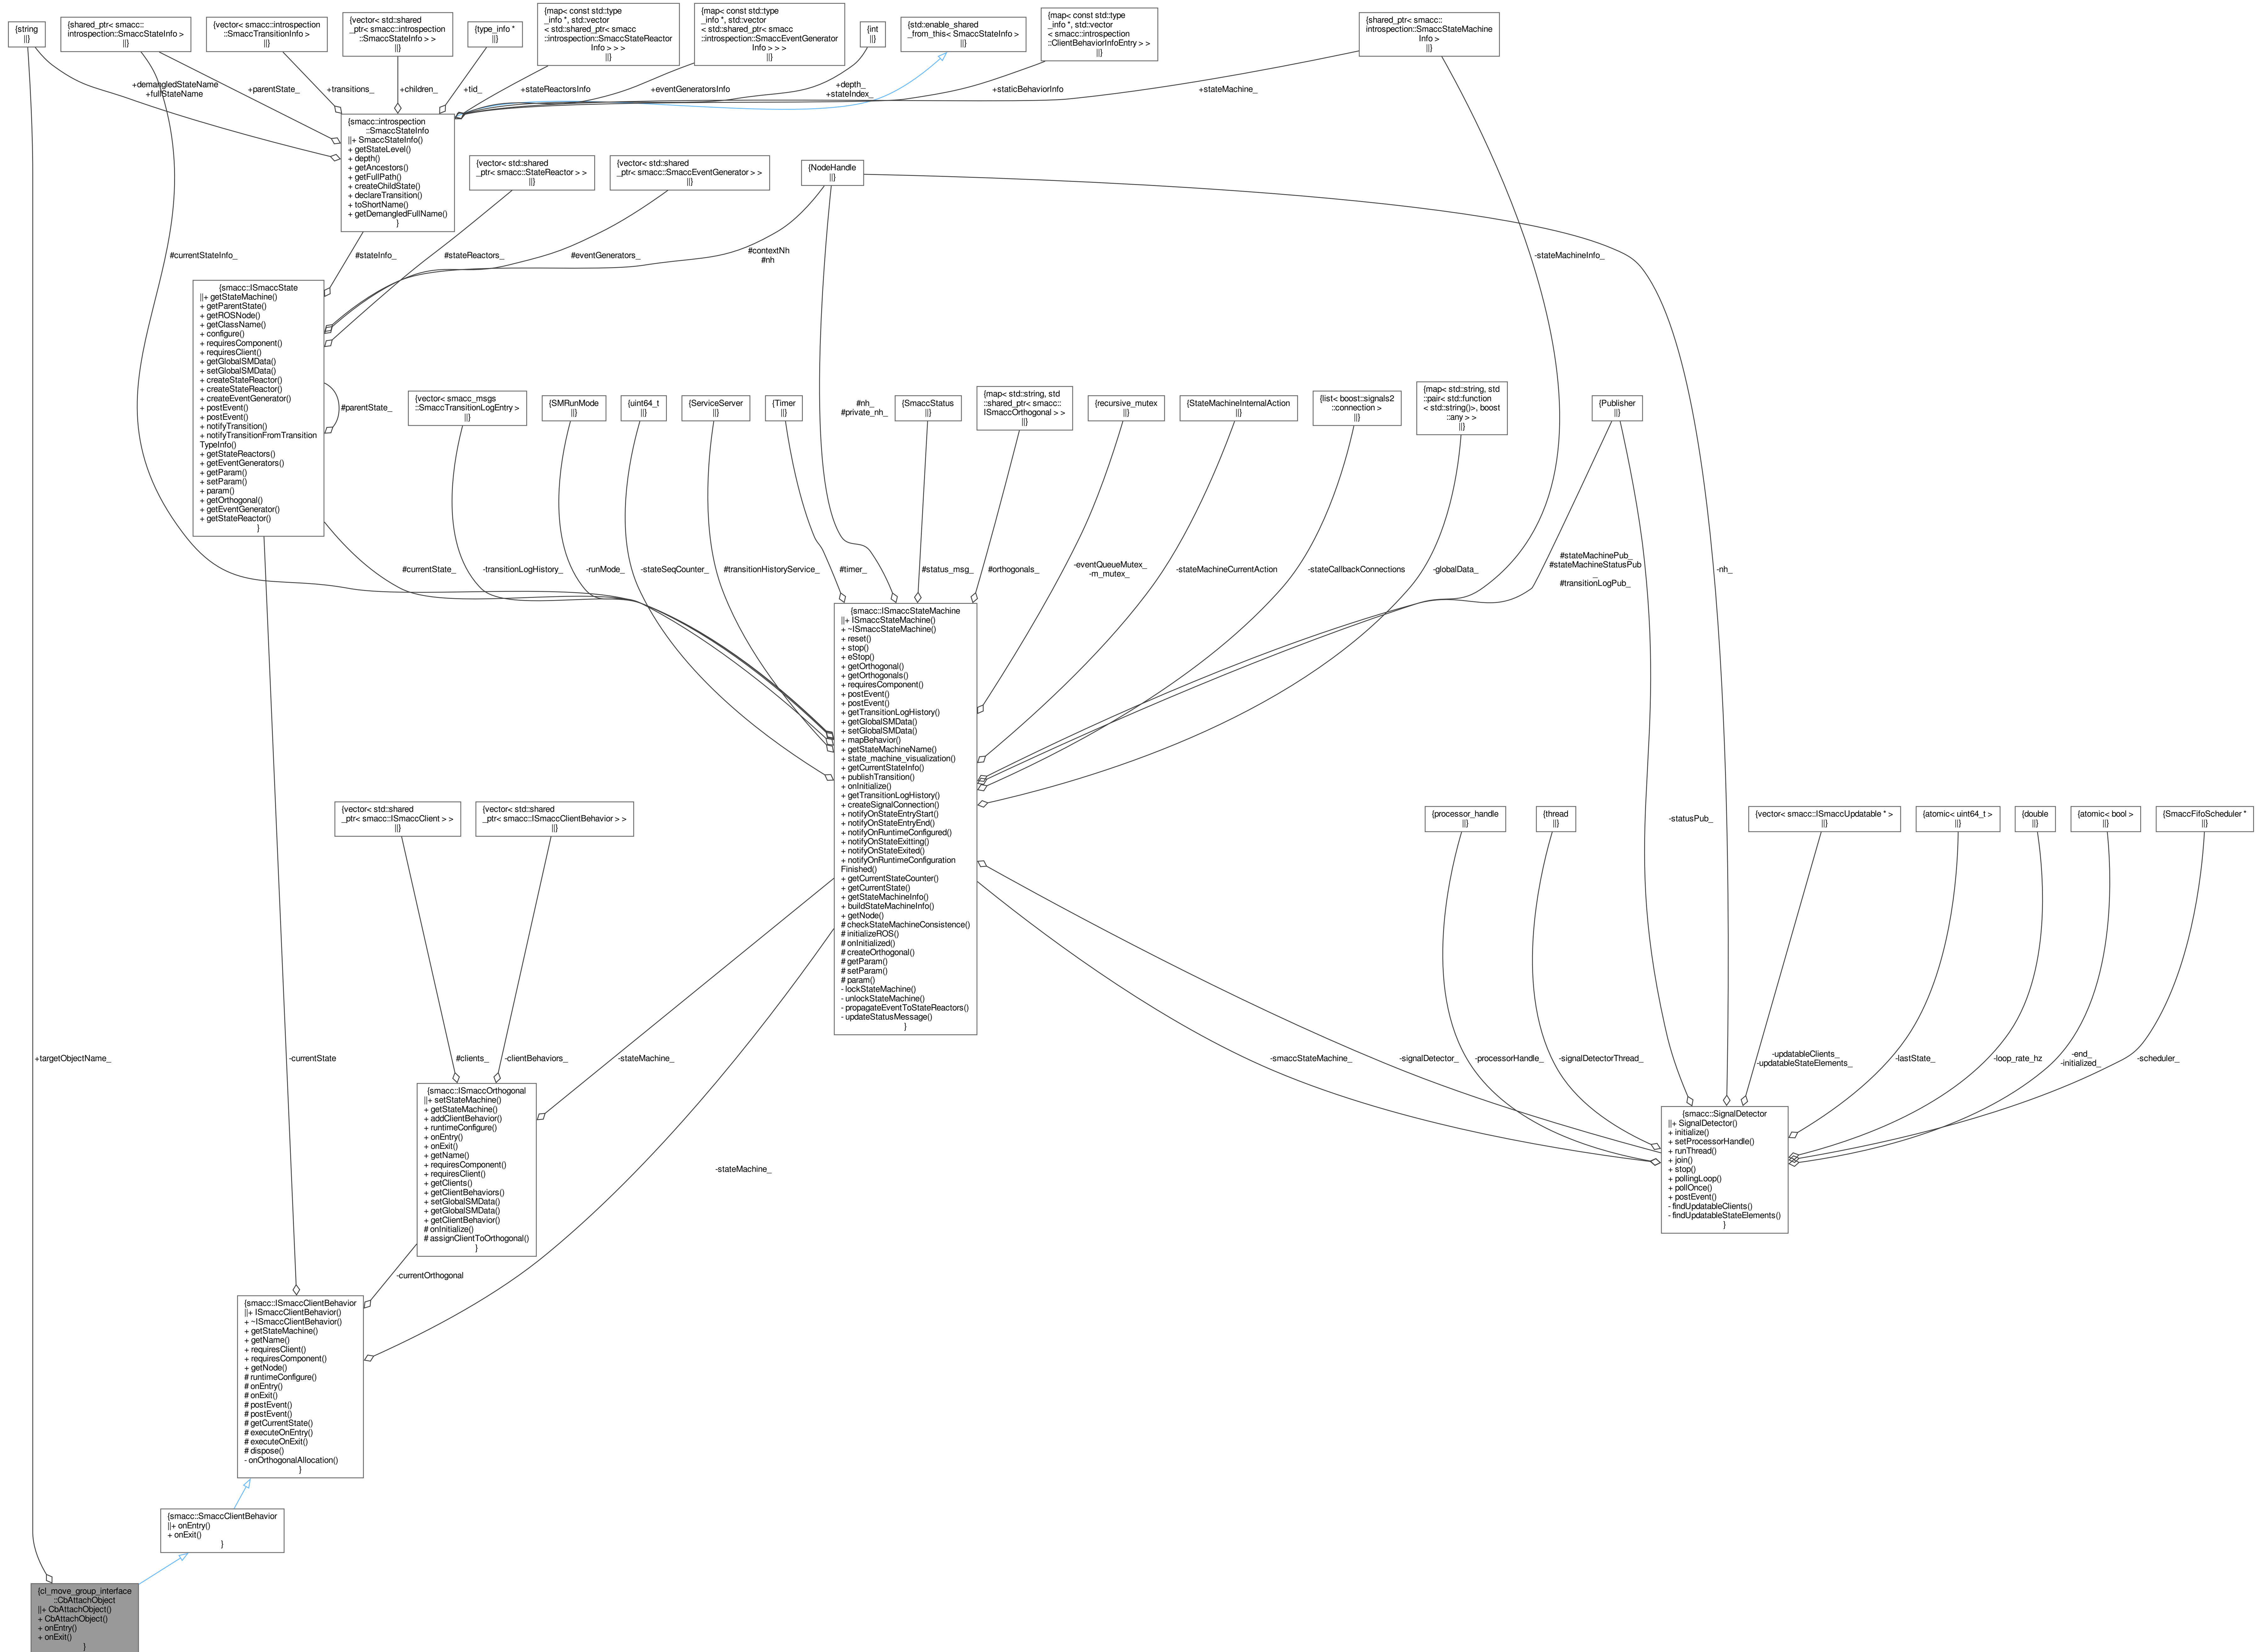 {string
||}
{shared_ptr< smacc::
introspection::SmaccStateInfo >
||}
{vector< smacc::introspection
::SmaccTransitionInfo >
||}
{vector< std::shared
_ptr< smacc::introspection
::SmaccStateInfo > >
||}
{type_info *
||}
{map< const std::type
_info *, std::vector
< std::shared_ptr< smacc
::introspection::SmaccStateReactor
Info > > >
||}
{map< const std::type
_info *, std::vector
< std::shared_ptr< smacc
::introspection::SmaccEventGenerator
Info > > >
||}
{int
||}
{std::enable_shared
_from_this< SmaccStateInfo >
||}
{map< const std::type
_info *, std::vector
< smacc::introspection
::ClientBehaviorInfoEntry > >
||}
{shared_ptr< smacc::
introspection::SmaccStateMachine
Info >
||}
+demangledStateName
+fullStateName
+parentState_
+transitions_
+children_
+tid_
+stateReactorsInfo
+eventGeneratorsInfo
+depth_
+stateIndex_
+staticBehaviorInfo
+stateMachine_
{smacc::introspection
::SmaccStateInfo
||+ SmaccStateInfo()
+ getStateLevel()
+ depth()
+ getAncestors()
+ getFullPath()
+ createChildState()
+ declareTransition()
+ toShortName()
+ getDemangledFullName()
}
{vector< std::shared
_ptr< smacc::StateReactor > >
||}
{vector< std::shared
_ptr< smacc::SmaccEventGenerator > >
||}
{NodeHandle
||}
#currentStateInfo_
#stateInfo_
#stateReactors_
#eventGenerators_
#contextNh
#nh
-stateMachineInfo_
{smacc::ISmaccState
||+ getStateMachine()
+ getParentState()
+ getROSNode()
+ getClassName()
+ configure()
+ requiresComponent()
+ requiresClient()
+ getGlobalSMData()
+ setGlobalSMData()
+ createStateReactor()
+ createStateReactor()
+ createEventGenerator()
+ postEvent()
+ postEvent()
+ notifyTransition()
+ notifyTransitionFromTransition
TypeInfo()
+ getStateReactors()
+ getEventGenerators()
+ getParam()
+ setParam()
+ param()
+ getOrthogonal()
+ getEventGenerator()
+ getStateReactor()
}
#parentState_
{vector< smacc_msgs
::SmaccTransitionLogEntry >
||}
{SMRunMode
||}
{uint64_t
||}
{ServiceServer
||}
{Timer
||}
#nh_
#private_nh_
{SmaccStatus
||}
{map< std::string, std
::shared_ptr< smacc::
ISmaccOrthogonal > >
||}
{recursive_mutex
||}
{StateMachineInternalAction
||}
{list< boost::signals2
::connection >
||}
{map< std::string, std
::pair< std::function
< std::string()>, boost
::any > >
||}
{Publisher
||}
#currentState_
-transitionLogHistory_
-runMode_
-stateSeqCounter_
#transitionHistoryService_
#timer_
#status_msg_
#orthogonals_
-eventQueueMutex_
-m_mutex_
-stateMachineCurrentAction
-stateCallbackConnections
-globalData_
#stateMachinePub_
#stateMachineStatusPub
_
#transitionLogPub_
-nh_
{smacc::ISmaccStateMachine
||+ ISmaccStateMachine()
+ ~ISmaccStateMachine()
+ reset()
+ stop()
+ eStop()
+ getOrthogonal()
+ getOrthogonals()
+ requiresComponent()
+ postEvent()
+ postEvent()
+ getTransitionLogHistory()
+ getGlobalSMData()
+ setGlobalSMData()
+ mapBehavior()
+ getStateMachineName()
+ state_machine_visualization()
+ getCurrentStateInfo()
+ publishTransition()
+ onInitialize()
+ getTransitionLogHistory()
+ createSignalConnection()
+ notifyOnStateEntryStart()
+ notifyOnStateEntryEnd()
+ notifyOnRuntimeConfigured()
+ notifyOnStateExitting()
+ notifyOnStateExited()
+ notifyOnRuntimeConfiguration
Finished()
+ getCurrentStateCounter()
+ getCurrentState()
+ getStateMachineInfo()
+ buildStateMachineInfo()
+ getNode()
# checkStateMachineConsistence()
# initializeROS()
# onInitialized()
# createOrthogonal()
# getParam()
# setParam()
# param()
- lockStateMachine()
- unlockStateMachine()
- propagateEventToStateReactors()
- updateStatusMessage()
}
{vector< std::shared
_ptr< smacc::ISmaccClient > >
||}
{vector< std::shared
_ptr< smacc::ISmaccClientBehavior > >
||}
{processor_handle
||}
{thread
||}
-statusPub_
{vector< smacc::ISmaccUpdatable * >
||}
{atomic< uint64_t >
||}
{double
||}
{atomic< bool >
||}
{SmaccFifoScheduler *
||}
+targetObjectName_
-currentState
#clients_
-clientBehaviors_
-stateMachine_
-smaccStateMachine_
-signalDetector_
-processorHandle_
-signalDetectorThread_
-updatableClients_
-updatableStateElements_
-lastState_
-loop_rate_hz
-end_
-initialized_
-scheduler_
{smacc::ISmaccOrthogonal
||+ setStateMachine()
+ getStateMachine()
+ addClientBehavior()
+ runtimeConfigure()
+ onEntry()
+ onExit()
+ getName()
+ requiresComponent()
+ requiresClient()
+ getClients()
+ getClientBehaviors()
+ setGlobalSMData()
+ getGlobalSMData()
+ getClientBehavior()
# onInitialize()
# assignClientToOrthogonal()
}
-stateMachine_
{smacc::SignalDetector
||+ SignalDetector()
+ initialize()
+ setProcessorHandle()
+ runThread()
+ join()
+ stop()
+ pollingLoop()
+ pollOnce()
+ postEvent()
- findUpdatableClients()
- findUpdatableStateElements()
}
-currentOrthogonal
{smacc::ISmaccClientBehavior
||+ ISmaccClientBehavior()
+ ~ISmaccClientBehavior()
+ getStateMachine()
+ getName()
+ requiresClient()
+ requiresComponent()
+ getNode()
# runtimeConfigure()
# onEntry()
# onExit()
# postEvent()
# postEvent()
# getCurrentState()
# executeOnEntry()
# executeOnExit()
# dispose()
- onOrthogonalAllocation()
}
{smacc::SmaccClientBehavior
||+ onEntry()
+ onExit()
}
{cl_move_group_interface
::CbAttachObject
||+ CbAttachObject()
+ CbAttachObject()
+ onEntry()
+ onExit()
}